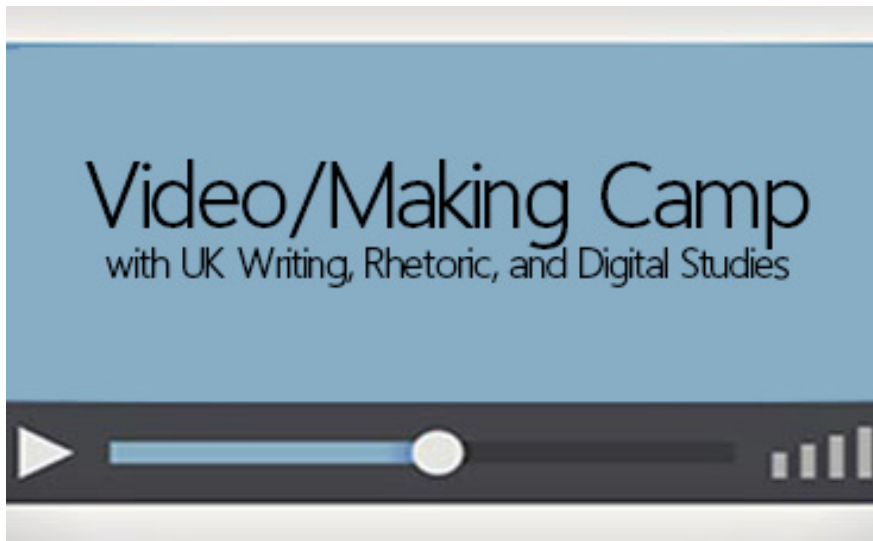 Video/Making Camp
with UK Writing, Rhetoric, and Digital Studies